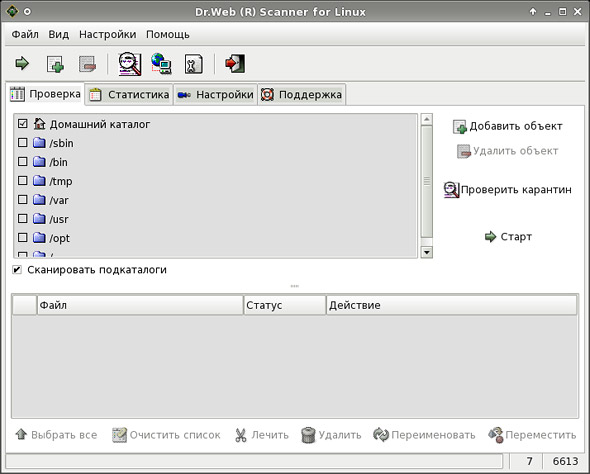 Dr.Web (R) Scanner for Linux
Файл Вид Настройки Помощь
Проверка Статистика Настройки Поддержка
Домашний каталог
/sbin
/bin
/tmp
/var
/usr
/opt
/
Добавить объект
Удалить объект
Проверить карантин
Старт
Сканировать подкаталоги
Файл Статус Действие
Выбрать все Очистить список Лечить Удалить Переименовать Переместить
7 6613